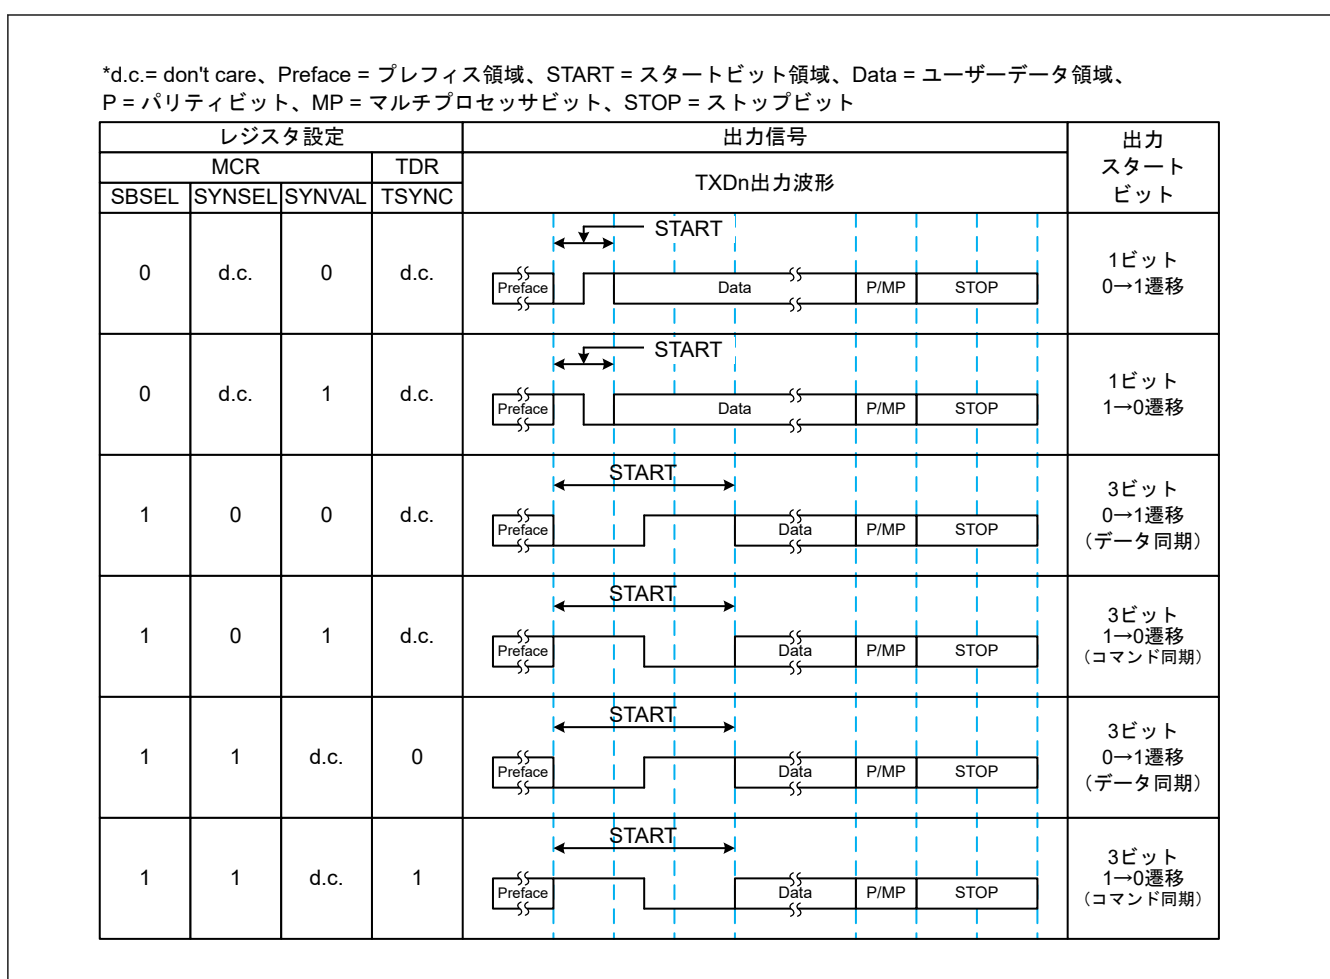 *d.c.= don't care、Preface = プレフィス領域、START = スタートビット領域、Data = ユーザーデータ領域、
P = パリティビット、MP = マルチプロセッサビット、STOP = ストップビット
レジスタ設定 出力信号 出力スタートビット
MCR TDR TXDn出力波形
SBSEL SYNSEL SYNVAL TSYNC
START
0 d.c. 0 d.c. 1ビット
0→1遷移
Preface Data P/MP STOP
START
0 d.c. 1 d.c. 1ビット
1→0遷移
Preface Data P/MP STOP
START
1 0 0 d.c. 3ビット
0→1遷移
(データ同期)
Preface Data P/MP STOP
START
1 0 1 d.c. 3ビット
1→0遷移
(コマンド同期)
Preface Data P/MP STOP
START
1 1 d.c. 0 3ビット
0→1遷移
(データ同期)
Preface Data P/MP STOP
START
1 1 d.c. 1 3ビット
1→0遷移
(コマンド同期)
Preface Data P/MP STOP